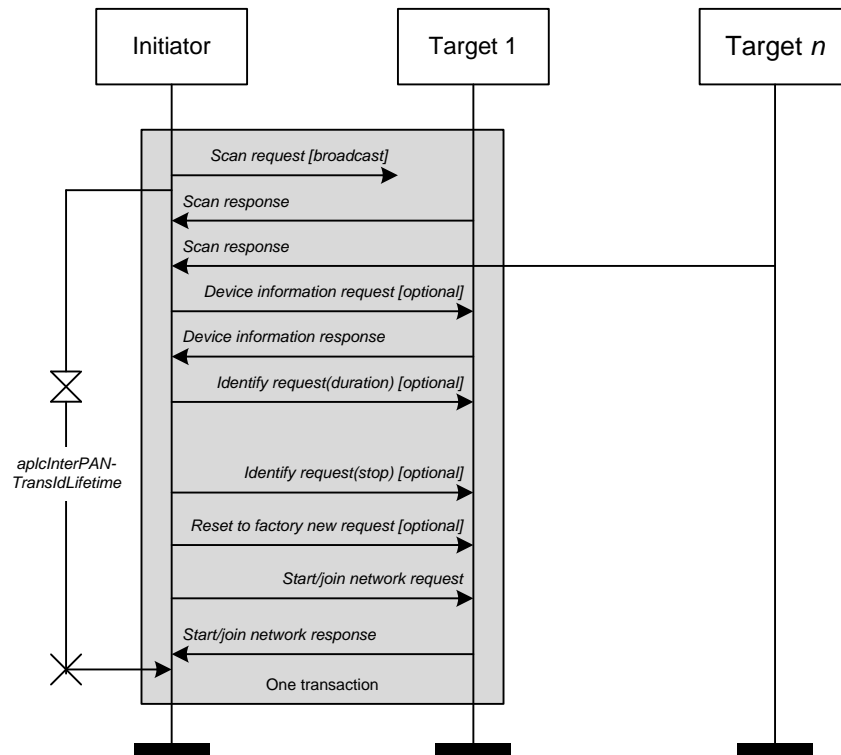 Initiator
Target 1
Target n
Scan request [broadcast]
Scan response
Scan response
Device information request [optional]
Device information response
Identify request(duration) [optional]
aplcInterPAN-
TransIdLifetime
Identify request(stop) [optional]
Reset to factory new request [optional]
Start/join network request
Start/join network response
One transaction